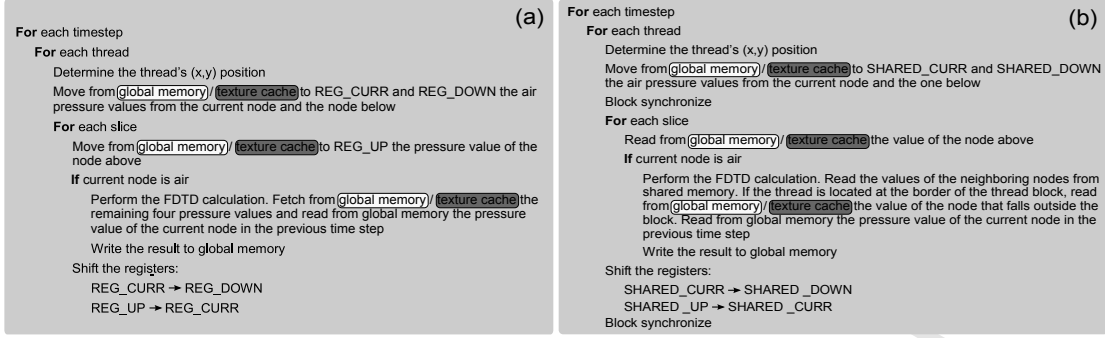 (a)
For each timestep
For each thread
Determine the thread's (x,y) position
Move from global memory / texture cache to REG_CURR and REG_DOWN the air
pressure values from the current node and the node below
For each slice
Move from global memory / texture cache to REG_UP the pressure value of the
node above
If current node is air
Perform the FDTD calculation. Fetch from global memory / texture cache the
remaining four pressure values and read from global memory the pressure
value of the current node in the previous time step
Write the result to global memory
Shift the registers:
REG_CURR → REG_DOWN
REG_UP → REG_CURR
(b)
For each timestep
For each thread
Determine the thread's (x,y) position
Move from global memory / texture cache to SHARED_CURR and SHARED_DOWN
the air pressure values from the current node and the one below
Block synchronize
For each slice
Read from global memory / texture cache the value of the node above
If current node is air
Perform the FDTD calculation. Read the values of the neighboring nodes from
shared memory. If the thread is located at the border of the thread block, read
from global memory / texture cache the value of the node that falls outside the
block. Read from global memory the pressure value of the current node in the
previous time step
Write the result to global memory
Shift the registers:
SHARED_CURR → SHARED _DOWN
SHARED _UP → SHARED _CURR
Block synchronize